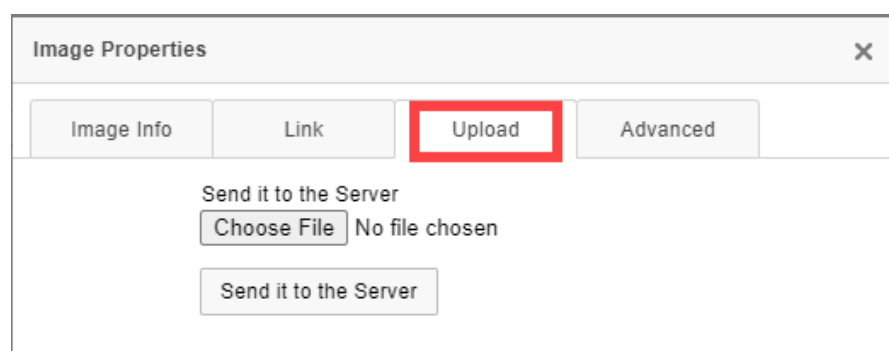 Image Properties
Image Info Link Upload Advanced
Send it to the Server
Choose File No file chosen
Send it to the Server